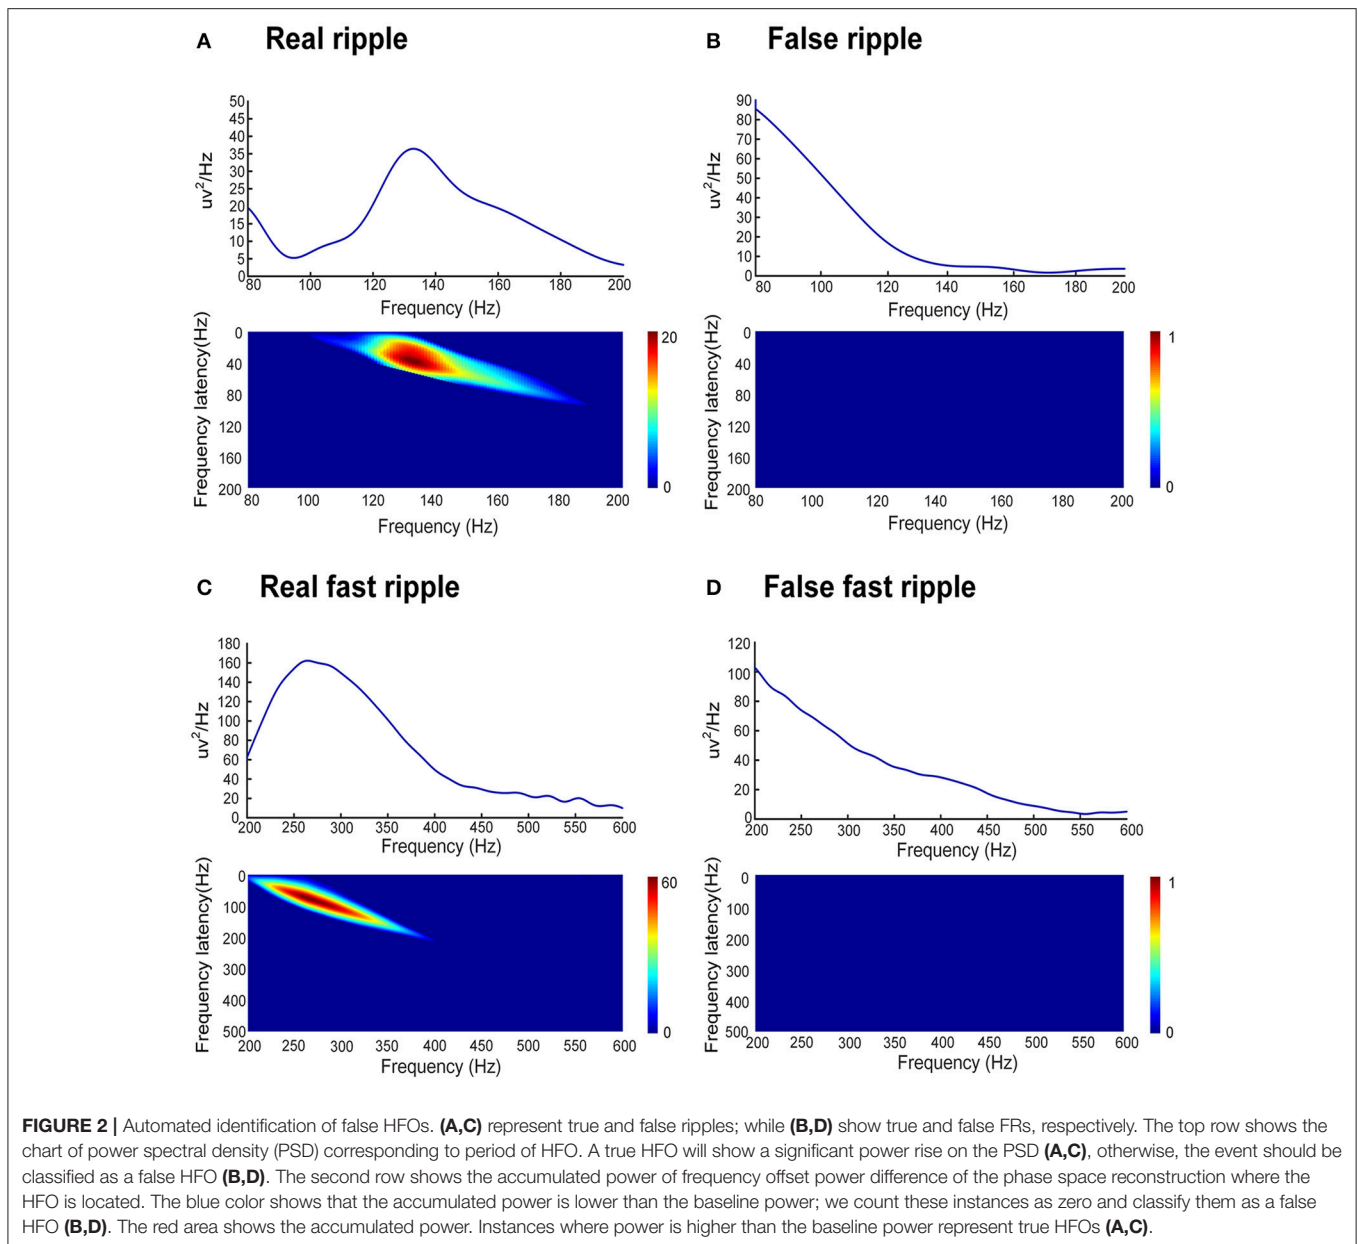 A Real ripple
50
45
40
35
30
25
20
15
10
5
0
uv²/Hz
80 100 120 140 160 180 200
Frequency (Hz)
0
40
80
120
160
200
Frequency latency(Hz)
80 100 120 140 160 180 200
Frequency (Hz)
20
0
B False ripple
90
80
70
60
50
40
30
20
10
0
uv²/Hz
80 100 120 140 160 180 200
Frequency (Hz)
0
40
80
120
160
200
Frequency latency(Hz)
80 100 120 140 160 180 200
Frequency (Hz)
1
0
C Real fast ripple
180
160
140
120
100
80
60
40
20
0
uv²/Hz
200 250 300 350 400 450 500 550 600
Frequency (Hz)
0
100
200
300
400
500
Frequency latency(Hz)
200 250 300 350 400 450 500 550 600
Frequency (Hz)
60
0
D False fast ripple
120
100
80
60
40
20
0
uv²/Hz
200 250 300 350 400 450 500 550 600
Frequency (Hz)
0
100
200
300
400
500
Frequency latency(Hz)
200 250 300 350 400 450 500 550 600
Frequency (Hz)
1
0
FIGURE 2 | Automated identification of false HFOs. (A,C) represent true and false ripples; while (B,D) show true and false FRs, respectively. The top row shows the
chart of power spectral density (PSD) corresponding to period of HFO. A true HFO will show a significant power rise on the PSD (A,C), otherwise, the event should be
classified as a false HFO (B,D). The second row shows the accumulated power of frequency offset power difference of the phase space reconstruction where the
HFO is located. The blue color shows that the accumulated power is lower than the baseline power; we count these instances as zero and classify them as a false
HFO (B,D). The red area shows the accumulated power. Instances where power is higher than the baseline power represent true HFOs (A,C).